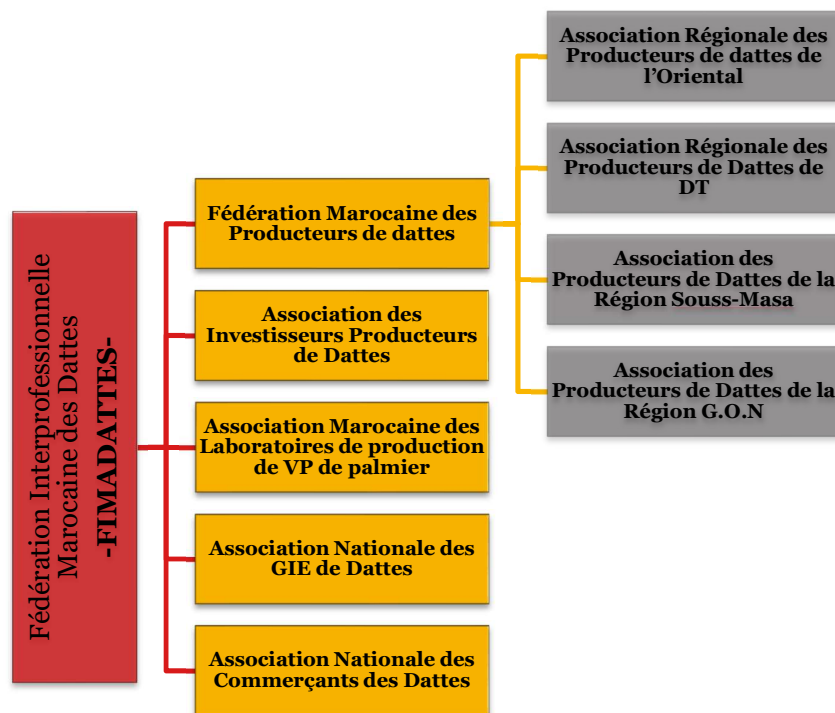 Fédération Interprofessionnelle
Marocaine des Dattes
-FIMADATTES-
Fédération Marocaine des
Producteurs de dattes
Association des
Investisseurs Producteurs
de Dattes
Association Marocaine des
Laboratoires de production
de VP de palmier
Association Nationale des
GIE de Dattes
Association Nationale des
Commerçants des Dattes
Association Régionale des
Producteurs de dattes de
l’Oriental
Association Régionale des
Producteurs de Dattes de
DT
Association des
Producteurs de Dattes de la
Région Souss-Masa
Association des
Producteurs de Dattes de la
Région G.O.N